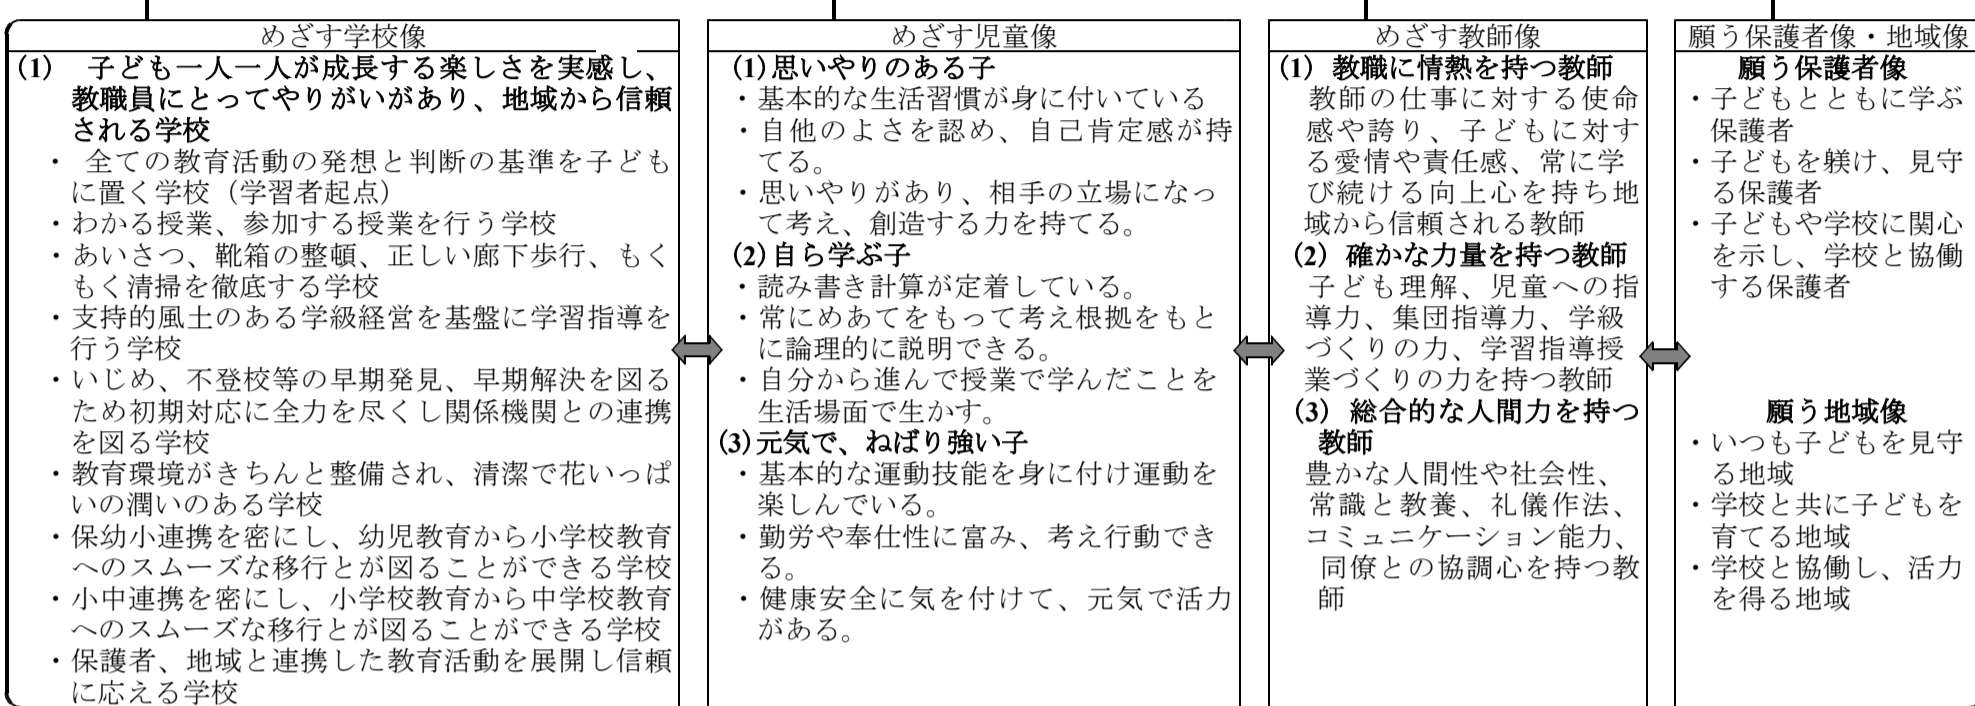 めざす学校像
(1) 子ども一人一人が成長する楽しさを実感し、
教職員にとってやりがいがあり、地域から信頼
される学校
・ 全ての教育活動の発想と判断の基準を子ども
に置く学校（学習者起点）
・わかる授業、参加する授業を行う学校
・あいさつ、靴箱の整頓、正しい廊下歩行、もく
もく清掃を徹底する学校
・支持的風土のある学級経営を基盤に学習指導を
行う学校
・いじめ、不登校等の早期発見、早期解決を図る
ため初期対応に全力を尽くし関係機関との連携
を図る学校
・教育環境がきちんと整備され、清潔で花いっぱ
いの潤いのある学校
・保幼小連携を密にし、幼児教育から小学校教育
へのスムーズな移行とが図ることができる学校
・小中連携を密にし、小学校教育から中学校教育
へのスムーズな移行とが図ることができる学校
・保護者、地域と連携した教育活動を展開し信頼
に応える学校
めざす児童像
(1)思いやりのある子
・基本的な生活習慣が身に付いている
・自他のよさを認め、自己肯定感が持
てる。
・思いやりがあり、相手の立場になっ
て考え、創造する力を持てる。
(2)自ら学ぶ子
・読み書き計算が定着している。
・常にめあてをもって考え根拠をもと
に論理的に説明できる。
・自分から進んで授業で学んだことを
生活場面で生かす。
(3)元気で、ねばり強い子
・基本的な運動技能を身に付け運動を
楽しんでいる。
・勤労や奉仕性に富み、考え行動でき
る。
・健康安全に気を付けて、元気で活力
がある。
めざす教師像
(1) 教職に情熱を持つ教師
教師の仕事に対する使命
感や誇り、子どもに対す
る愛情や責任感、常に学
び続ける向上心を持ち地
域から信頼される教師
(2) 確かな力量を持つ教師
子ども理解、児童への指
導力、集団指導力、学級
づくりの力、学習指導授
業づくりの力を持つ教師
(3) 総合的な人間力を持つ
教師
豊かな人間性や社会性、
常識と教養、礼儀作法、
コミュニケーション能力、
同僚との協調心を持つ教
師
願う保護者像・地域像
願う保護者像
・子どもとともに学ぶ
保護者
・子どもを躾け、見守
る保護者
・子どもや学校に関心
を示し、学校と協働
する保護者
願う地域像
・いつも子どもを見守
る地域
・学校と共に子どもを
育てる地域
・学校と協働し、活力
を得る地域